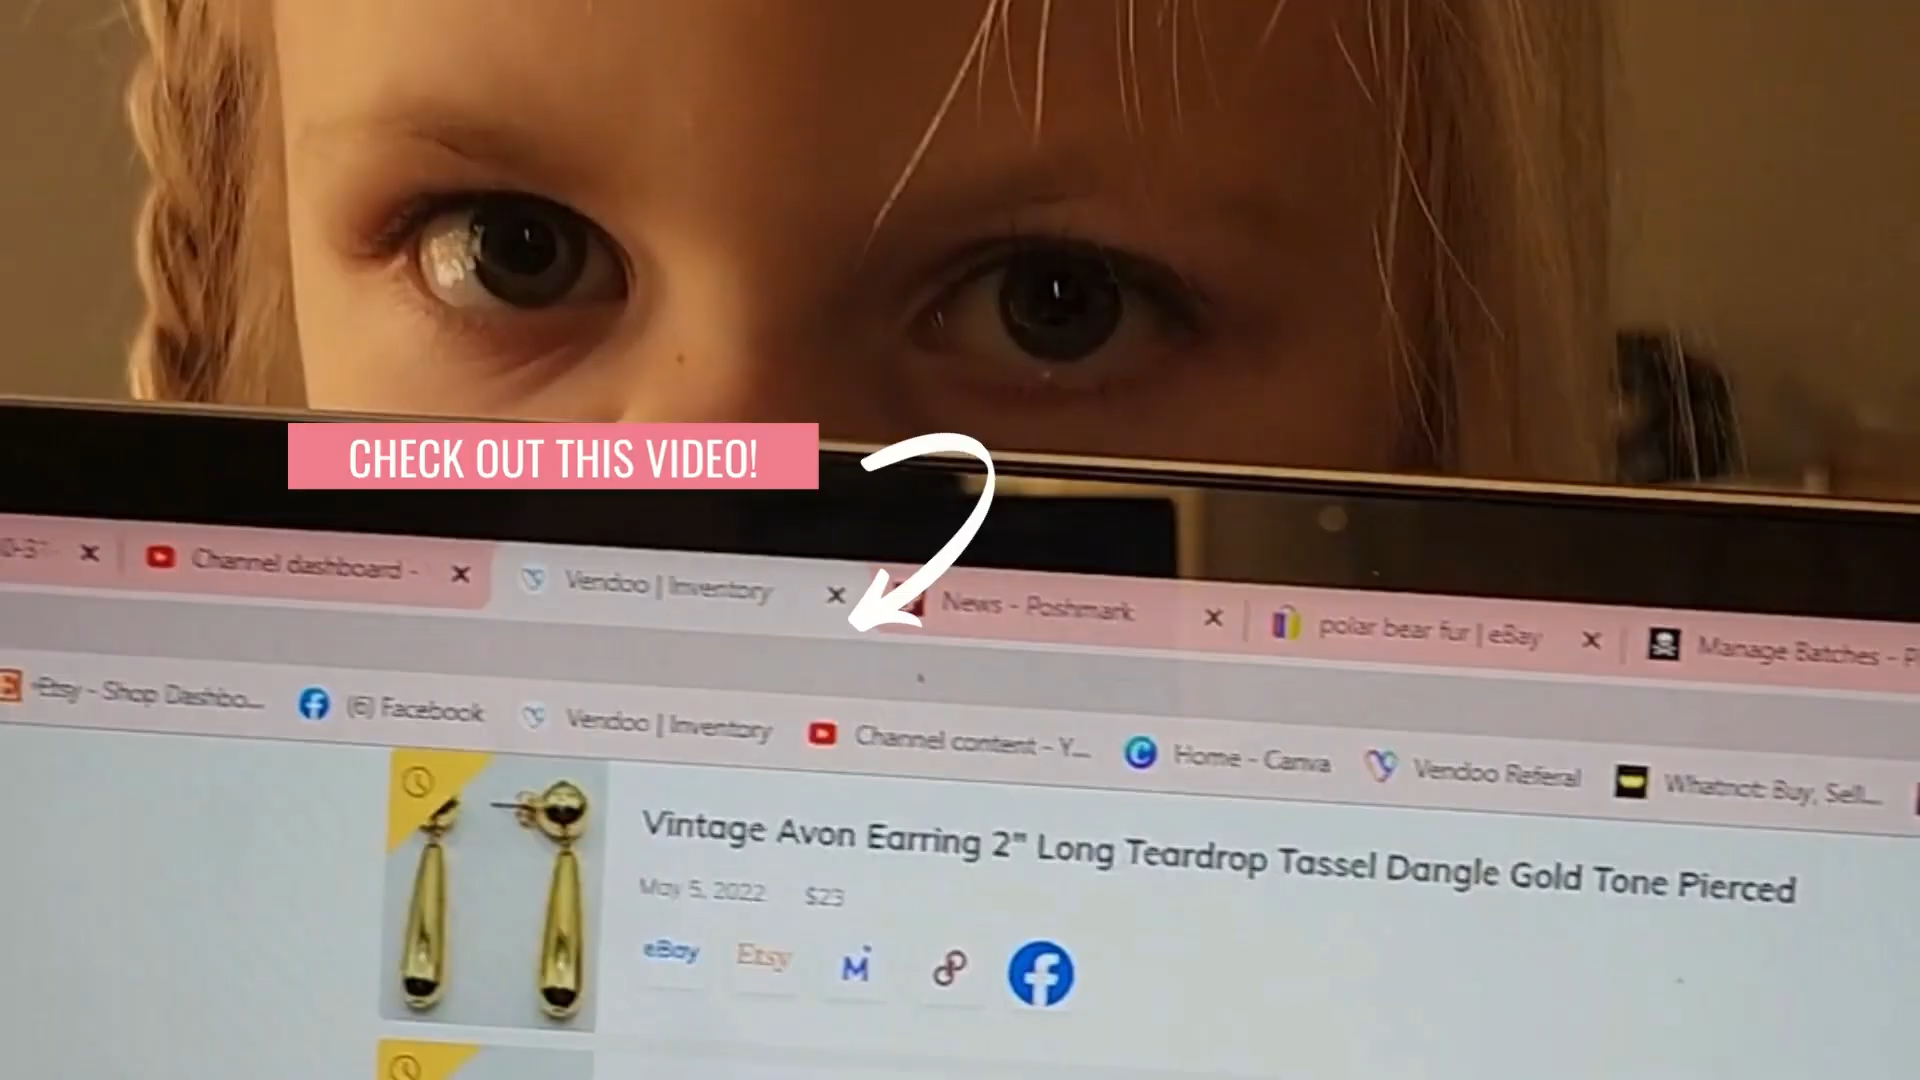 CHECK OUT THIS VIDEO!
Channel dashboard -
Vendoo | Inventory
News - Poshmark
polar bear fur | eBay
Manage Batches - P
Etsy - Shop Dashbo...
(6) Facebook
Vendoo | Inventory
Channel content - Y...
Home - Canva
Vendoo Referal
Whatnot: Buy, Sell...
Vintage Avon Earring 2" Long Teardrop Tassel Dangle Gold Tone Pierced
May 5, 2022 $23
eBay Etsy